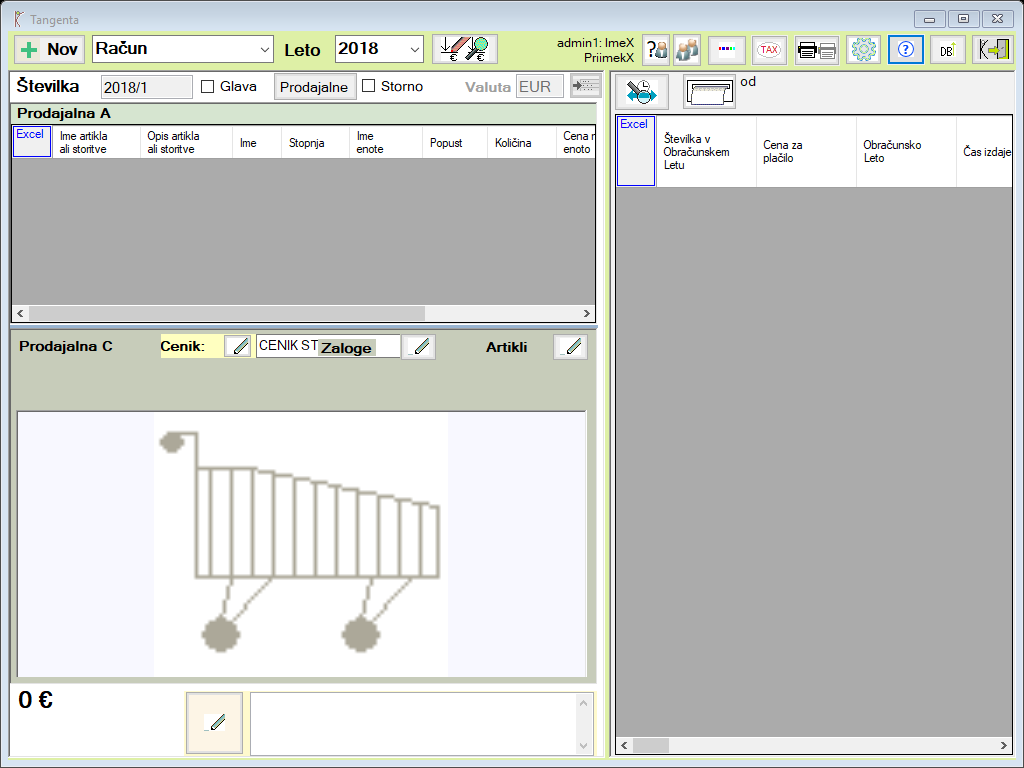 Tangenta
Nov
Račun
Leto
2018
€
€
admin1: ImeX
PriimekX
?
TAX
?
DB
Številka
2018/1
Glava
Prodajalne
Storno
Valuta
EUR
od
Prodajalna A
Excel
Ime artikla
ali storitve
Opis artikla
ali storitve
Ime
Stopnja
Ime
enote
Popust
Količina
Cena
enoto
Excel
Številka v
Obračunskem
Letu
Cena za
plačilo
Obračunsko
Leto
Čas izdaje
Prodajalna C
Cenik:
CENIK ST
Zaloge
Artikli
0 €